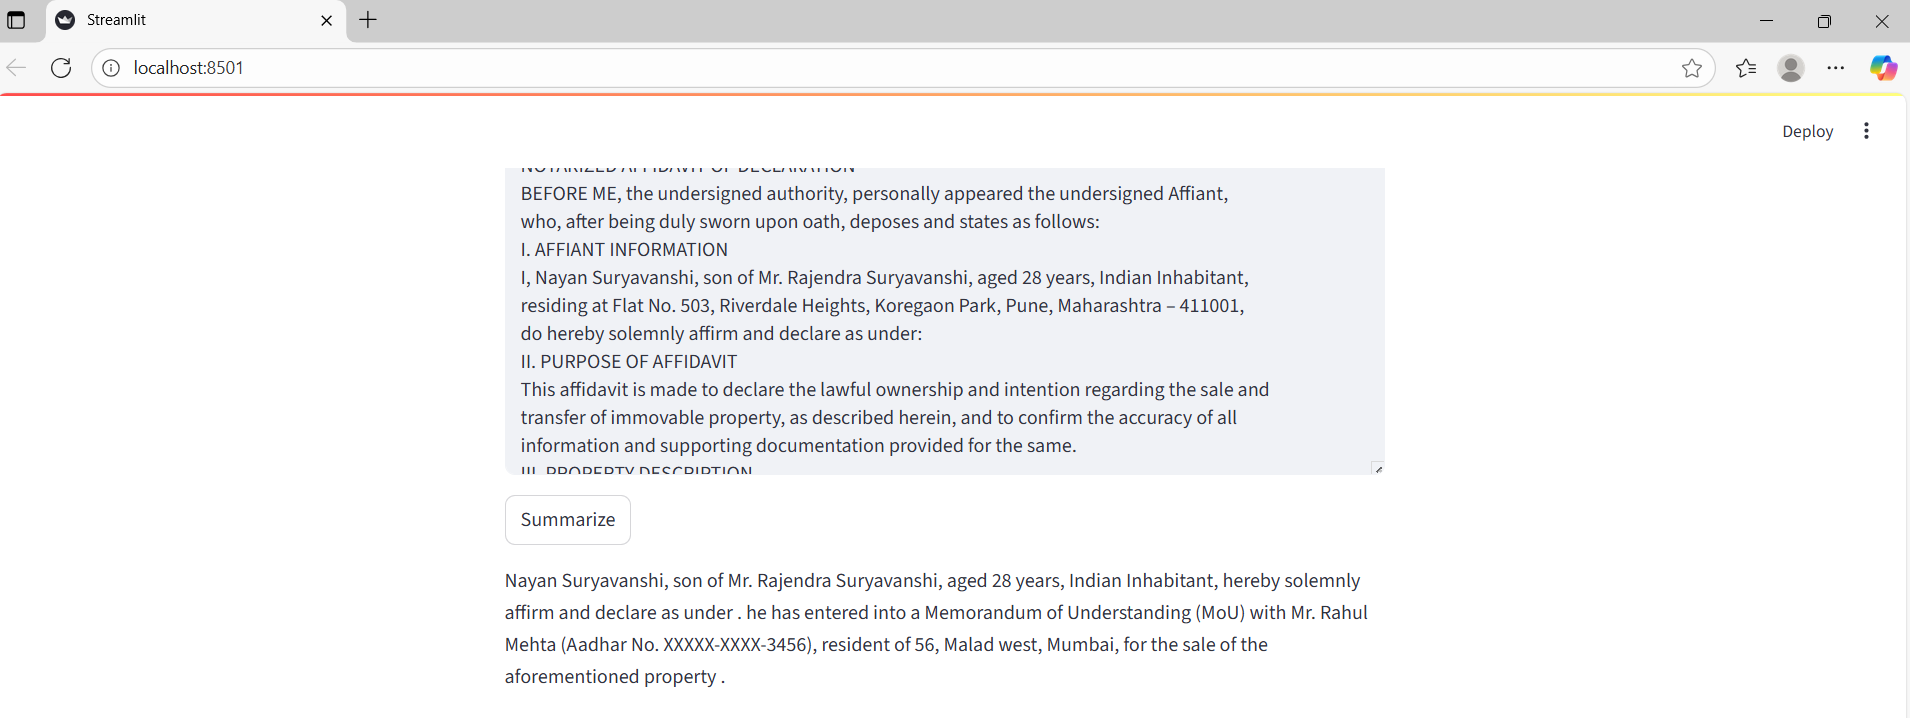 Streamlit
localhost:8501
Deploy
NOTARIZED AFFIDAVIT OF DECLARATION
BEFORE ME, the undersigned authority, personally appeared the undersigned Affiant,
who, after being duly sworn upon oath, deposes and states as follows:
I. AFFIANT INFORMATION
I, Nayan Suryavanshi, son of Mr. Rajendra Suryavanshi, aged 28 years, Indian Inhabitant,
residing at Flat No. 503, Riverdale Heights, Koregaon Park, Pune, Maharashtra – 411001,
do hereby solemnly affirm and declare as under:
II. PURPOSE OF AFFIDAVIT
This affidavit is made to declare the lawful ownership and intention regarding the sale and
transfer of immovable property, as described herein, and to confirm the accuracy of all
information and supporting documentation provided for the same.
III. PROPERTY DESCRIPTION
Summarize
Nayan Suryavanshi, son of Mr. Rajendra Suryavanshi, aged 28 years, Indian Inhabitant, hereby solemnly
affirm and declare as under . he has entered into a Memorandum of Understanding (MoU) with Mr. Rahul
Mehta (Aadhar No. XXXXX-XXXX-3456), resident of 56, Malad west, Mumbai, for the sale of the
aforementioned property .